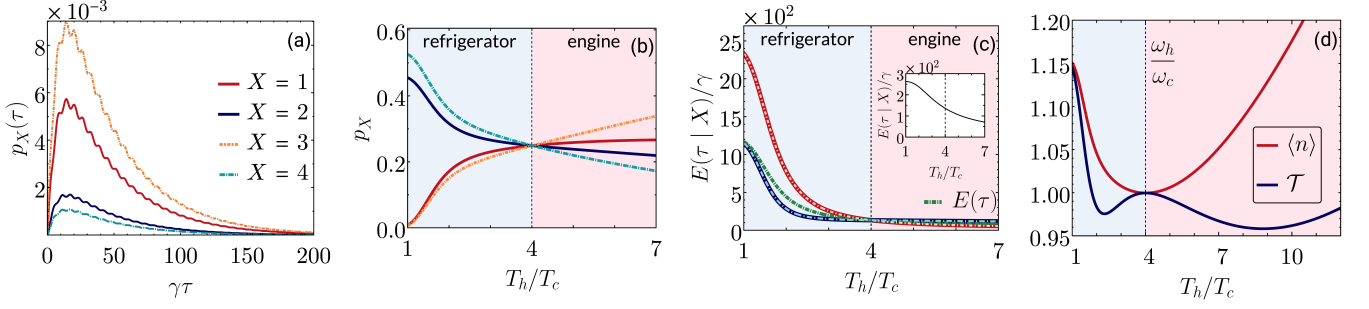 8 × 10⁻³
6
4
2
p_X(τ)
(a)
X = 1
X = 2
X = 3
X = 4
0 50 100 150 200
γτ
0.6
0.4
0.2
0.0
p_X
refrigerator engine
(b)
1 4 7
T_h/T_c
× 10²
25
20
15
10
5
0
E(τ | X)/γ
refrigerator engine
(c)
× 10²
3
2
1
0
E(τ | X)/γ
1 4 7
T_h/T_c
E(τ)
1 4 7
T_h/T_c
1.20
1.15
1.10
1.05
1.00
0.95
(d)
ω_h
ω_c
⟨n⟩
𝒯
1 4 7 10
T_h/T_c